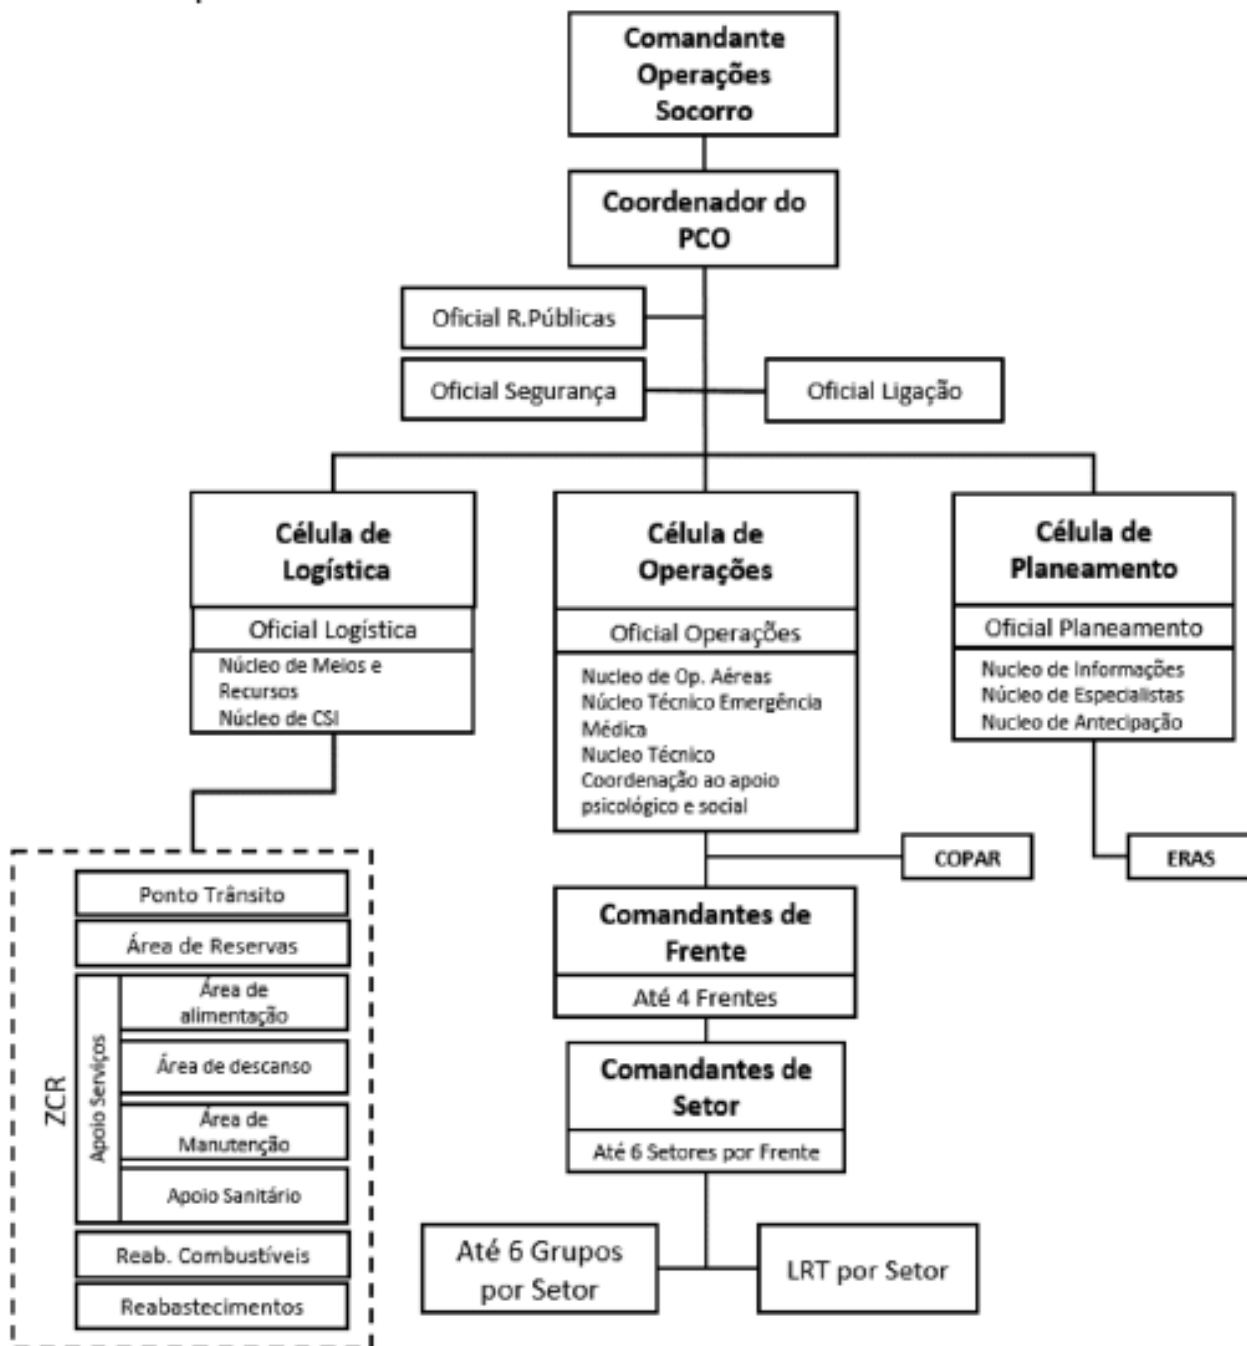 Comandante
Operações
Socorro
Coordenador do
PCO
Oficial R.Públicas
Oficial Segurança
Oficial Ligação
Célula de
Logística
Oficial Logística
Núcleo de Meios e
Recursos
Núcleo de CSI
Célula de
Operações
Oficial Operações
Nucleo de Op. Aéreas
Núcleo Técnico Emergência
Médica
Nucleo Técnico
Coordenação ao apoio
psicológico e social
Célula de
Planeamento
Oficial Planeamento
Nucleo de Informações
Núcleo de Especialistas
Nucleo de Antecipação
COPAR
ERAS
Comandantes de
Frente
Até 4 Frentes
Comandantes de
Setor
Até 6 Setores por Frente
Até 6 Grupos
por Setor
LRT por Setor
ZCR
Ponto Trânsito
Área de Reservas
Apoio Serviços
Área de
alimentação
Área de descanso
Área de
Manutenção
Apoio Sanitário
Reab. Combustíveis
Reabastecimentos